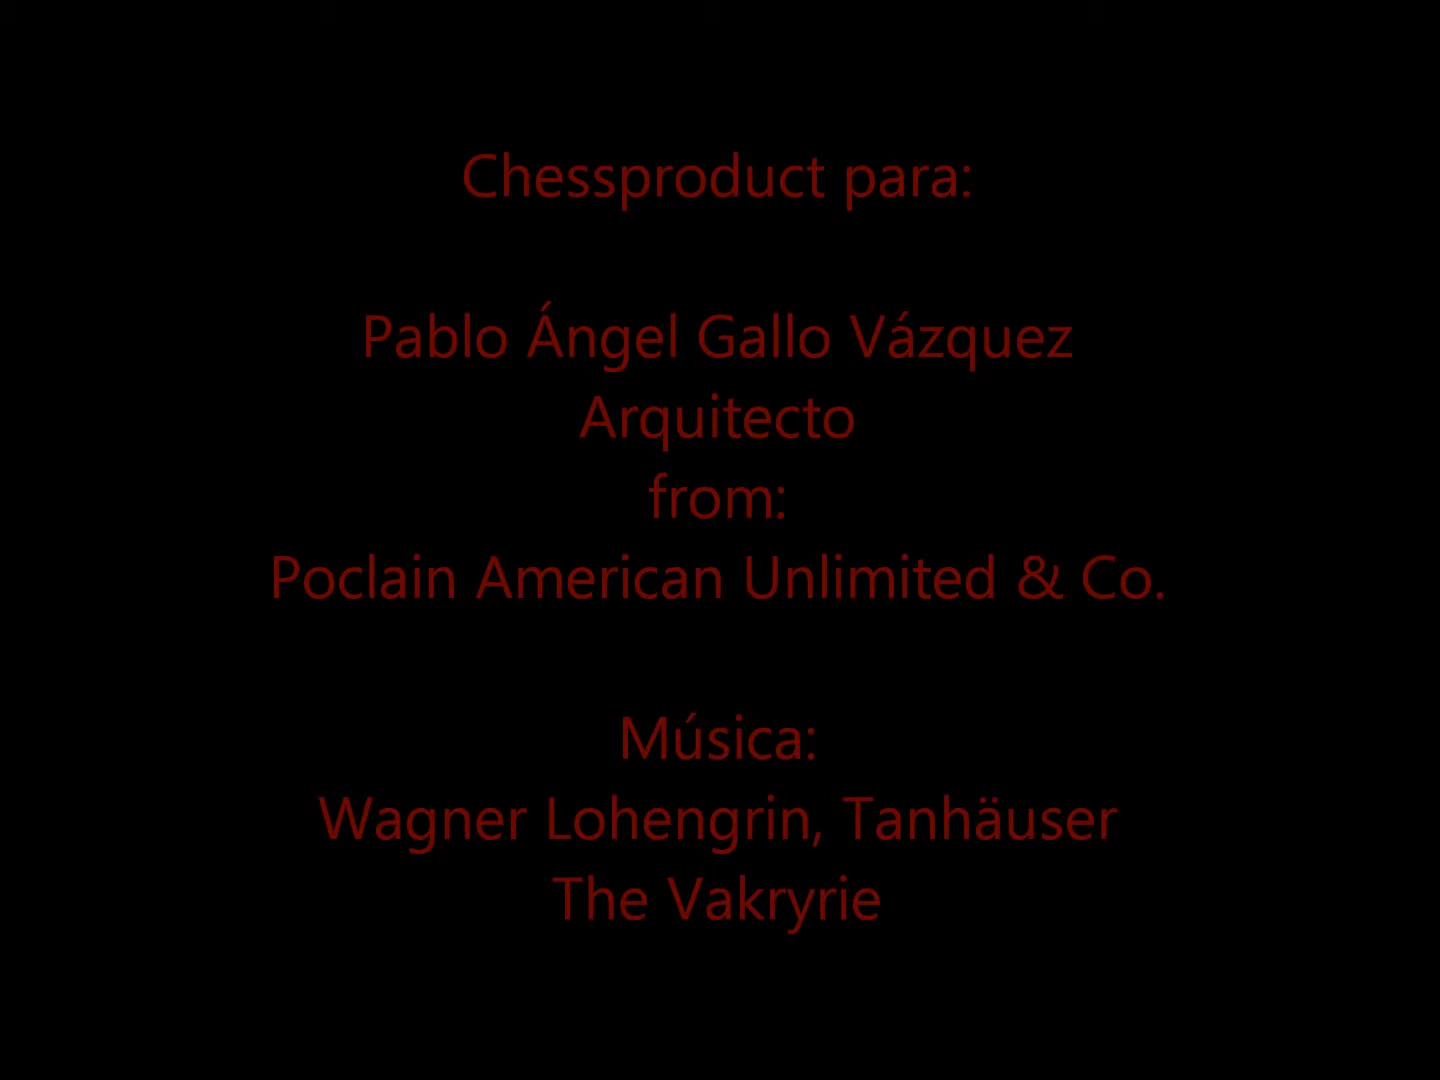 Chessproduct para:
Pablo Ángel Gallo Vázquez
Arquitecto
from:
Poclain American Unlimited & Co.
Música:
Wagner Lohengrin, Tanhäuser
The Vakryrie